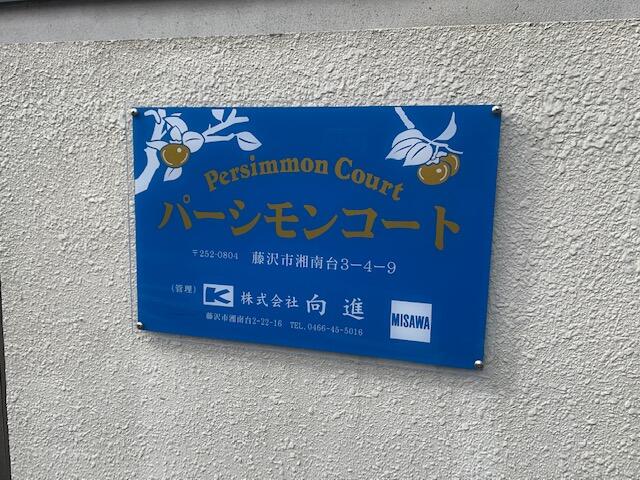 Persimmon Court
パーシモンコート
〒252-0804 藤沢市湘南台3-4-9
(管理) K 株式会社 向進
藤沢市湘南台2-22-16 TEL. 0466-45-5016
MISAWA